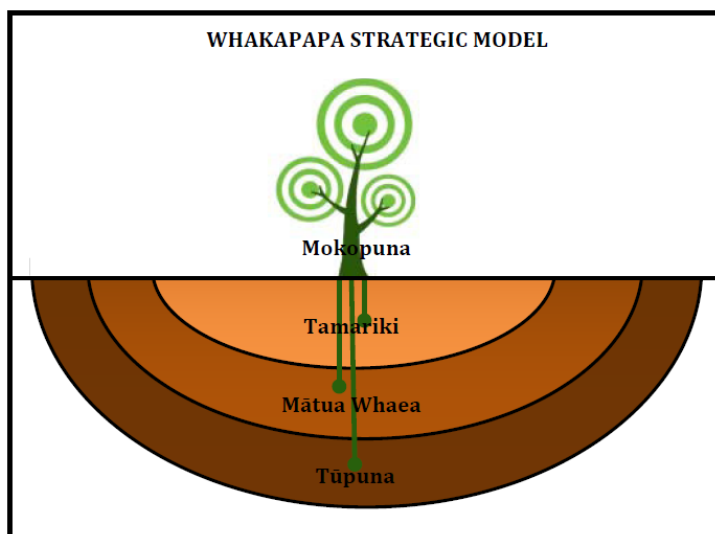 WHAKAPAPA STRATEGIC MODEL
Mokopuna
Tamariki
Mātua Whaea
Tūpuna